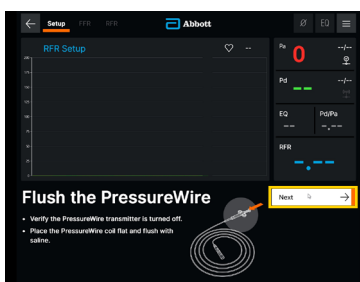 Setup FFR RFR Abbott EQ
RFR Setup --
Pa 0 --/--
Pd -- --/--
EQ Pd/Pa
-- -.--
RFR
-.--
Flush the PressureWire
Next
• Verify the PressureWire transmitter is turned off.
• Place the PressureWire coil flat and flush with
saline.